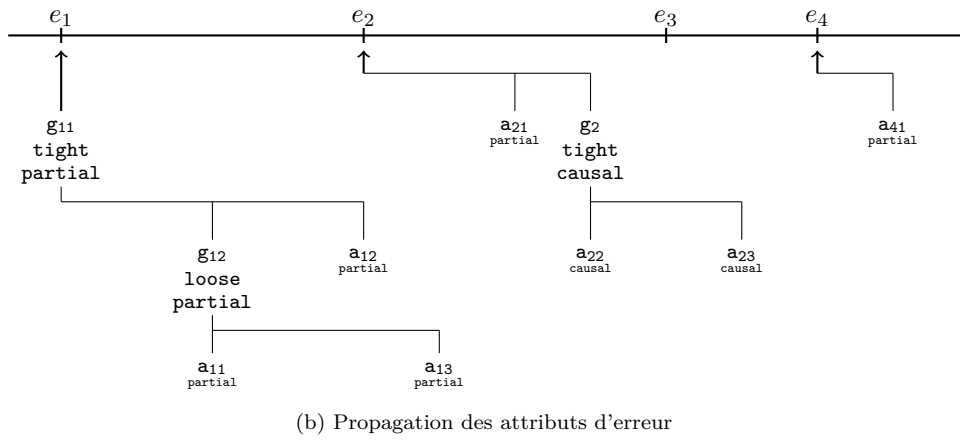 e₁ e₂ e₃ e₄
g₁₁
tight
partial
a₂₁
partial
g₂
tight
causal
a₄₁
partial
g₁₂
loose
partial
a₁₂
partial
a₂₂
causal
a₂₃
causal
a₁₁
partial
a₁₃
partial
(b) Propagation des attributs d'erreur